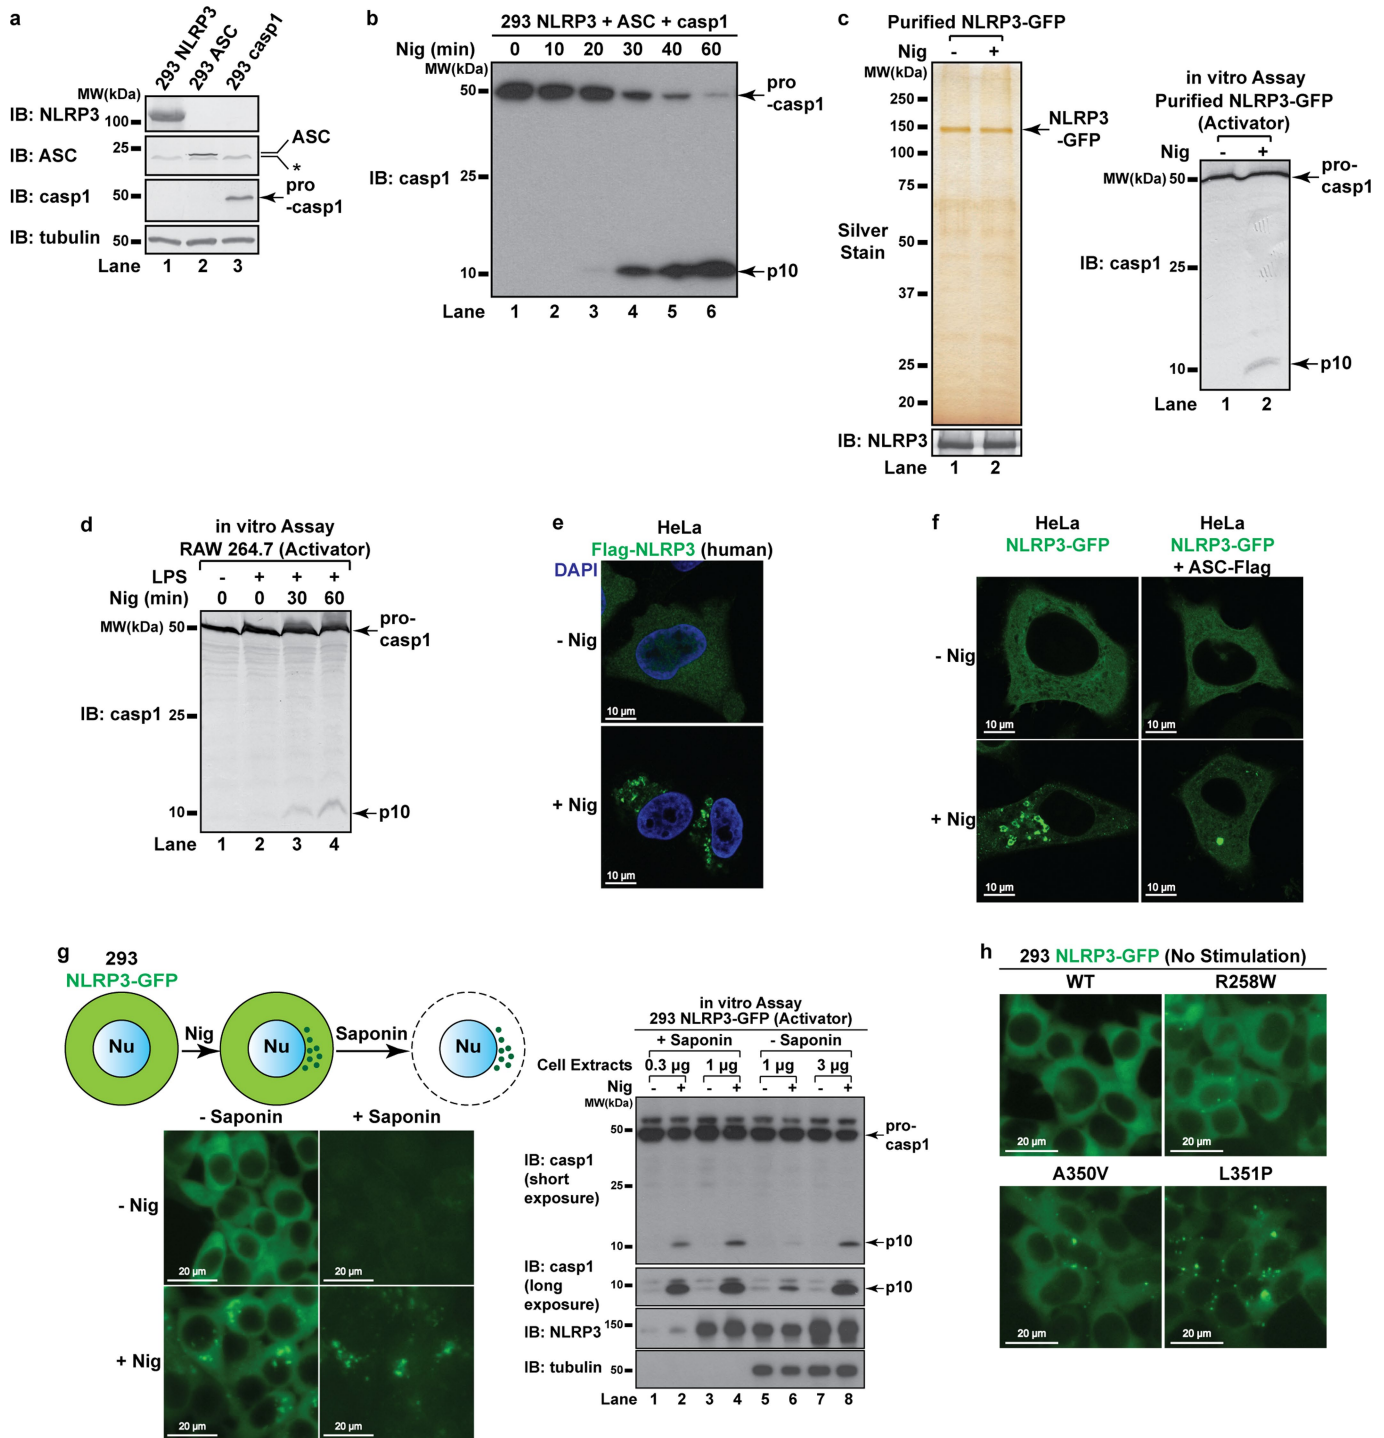 a
293 NLRP3
293 ASC
293 casp1
MW(kDa)
IB: NLRP3
100
IB: ASC
25
ASC
*
IB: casp1
50
pro
-casp1
IB: tubulin
50
Lane 1 2 3
b
293 NLRP3 + ASC + casp1
Nig (min) 0 10 20 30 40 60
MW(kDa)
50
pro
-casp1
IB: casp1
25
10
p10
Lane 1 2 3 4 5 6
c
Purified NLRP3-GFP
Nig - +
MW(kDa)
250
150
NLRP3
-GFP
100
75
Silver
Stain
50
37
25
20
IB: NLRP3
Lane 1 2
in vitro Assay
Purified NLRP3-GFP
(Activator)
Nig - +
MW(kDa) 50
pro-
casp1
IB: casp1
25
10
p10
Lane 1 2
d
in vitro Assay
RAW 264.7 (Activator)
LPS - + + +
Nig (min) 0 0 30 60
MW(kDa) 50
pro-
casp1
IB: casp1
25
10
p10
Lane 1 2 3 4
e
HeLa
Flag-NLRP3 (human)
DAPI
- Nig
10 µm
+ Nig
10 µm
f
HeLa
NLRP3-GFP
HeLa
NLRP3-GFP
+ ASC-Flag
- Nig
10 µm
10 µm
+ Nig
10 µm
10 µm
g
293
NLRP3-GFP
Nu
Nig
Nu
Saponin
Nu
- Saponin
+ Saponin
- Nig
20 µm
20 µm
+ Nig
20 µm
20 µm
in vitro Assay
293 NLRP3-GFP (Activator)
+ Saponin - Saponin
Cell Extracts 0.3 µg 1 µg 1 µg 3 µg
Nig - + - + - + - +
MW(kDa)
50
pro-
casp1
IB: casp1
(short
exposure)
25
10
p10
IB: casp1
(long
exposure)
10
p10
IB: NLRP3
150
IB: tubulin
50
Lane 1 2 3 4 5 6 7 8
h
293 NLRP3-GFP (No Stimulation)
WT
R258W
20 µm
20 µm
A350V
L351P
20 µm
20 µm